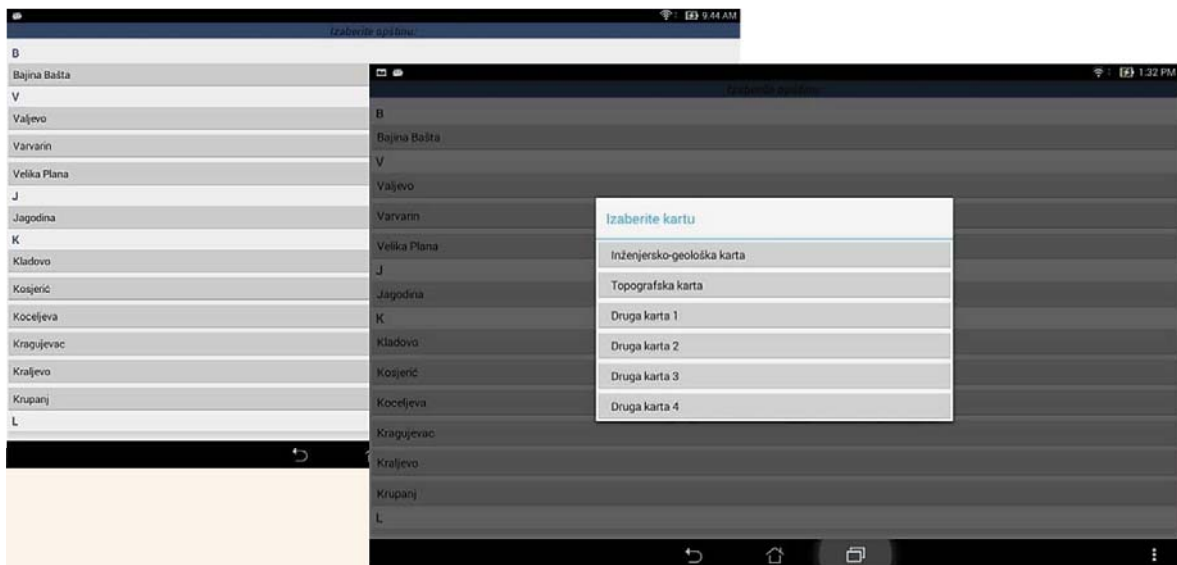 9:44 AM
Izaberite opštinu:
B
Bajina Bašta
V
Valjevo
Varvarin
Velika Plana
J
Jagodina
K
Kladovo
Kosjerić
Koceljeva
Kragujevac
Kraljevo
Krupanj
L
1:32 PM
Izaberite opštinu:
B
Bajina Bašta
V
Valjevo
Varvarin
Velika Plana
J
Jagodina
K
Kladovo
Kosjerić
Koceljeva
Kragujevac
Kraljevo
Krupanj
L
Izaberite kartu
Inženjersko-geološka karta
Topografska karta
Druga karta 1
Druga karta 2
Druga karta 3
Druga karta 4